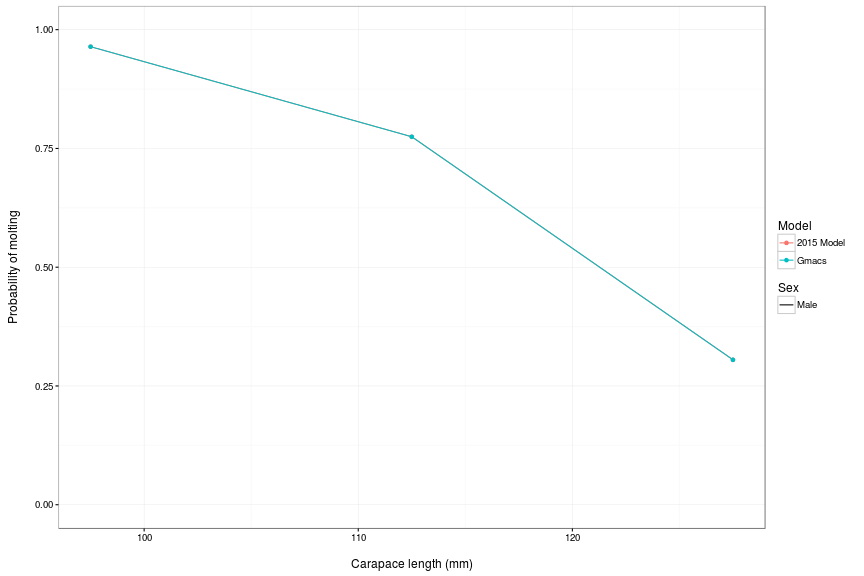 1.00
0.75
0.50
0.25
0.00
Probability of molting
100 110 120
Carapace length (mm)
Model
2015 Model
Gmacs
Sex
Male